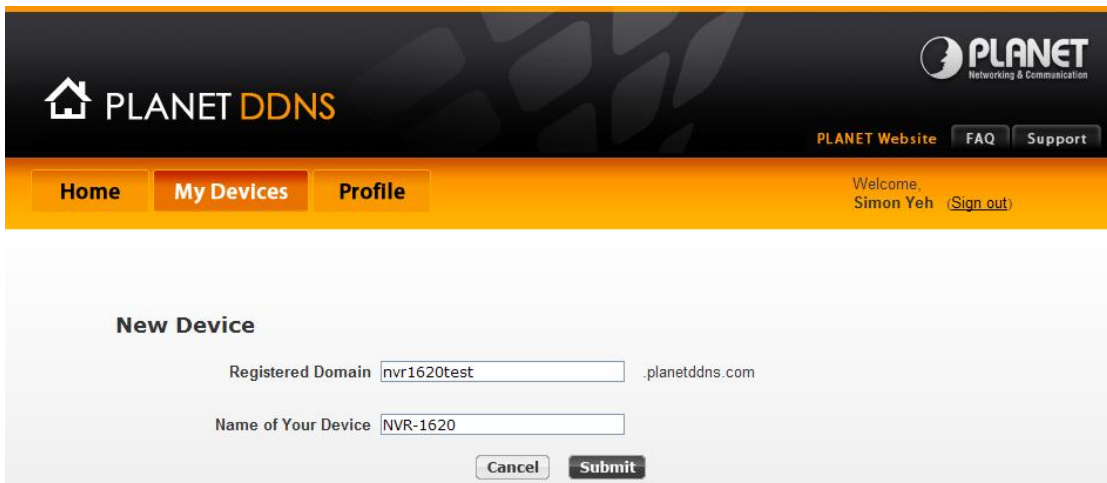 PLANET
Networking & Communication
PLANET DDNS
PLANET Website FAQ Support
Home My Devices Profile
Welcome,
Simon Yeh (Sign out)
New Device
Registered Domain nvr1620test .planetddns.com
Name of Your Device NVR-1620
Cancel Submit